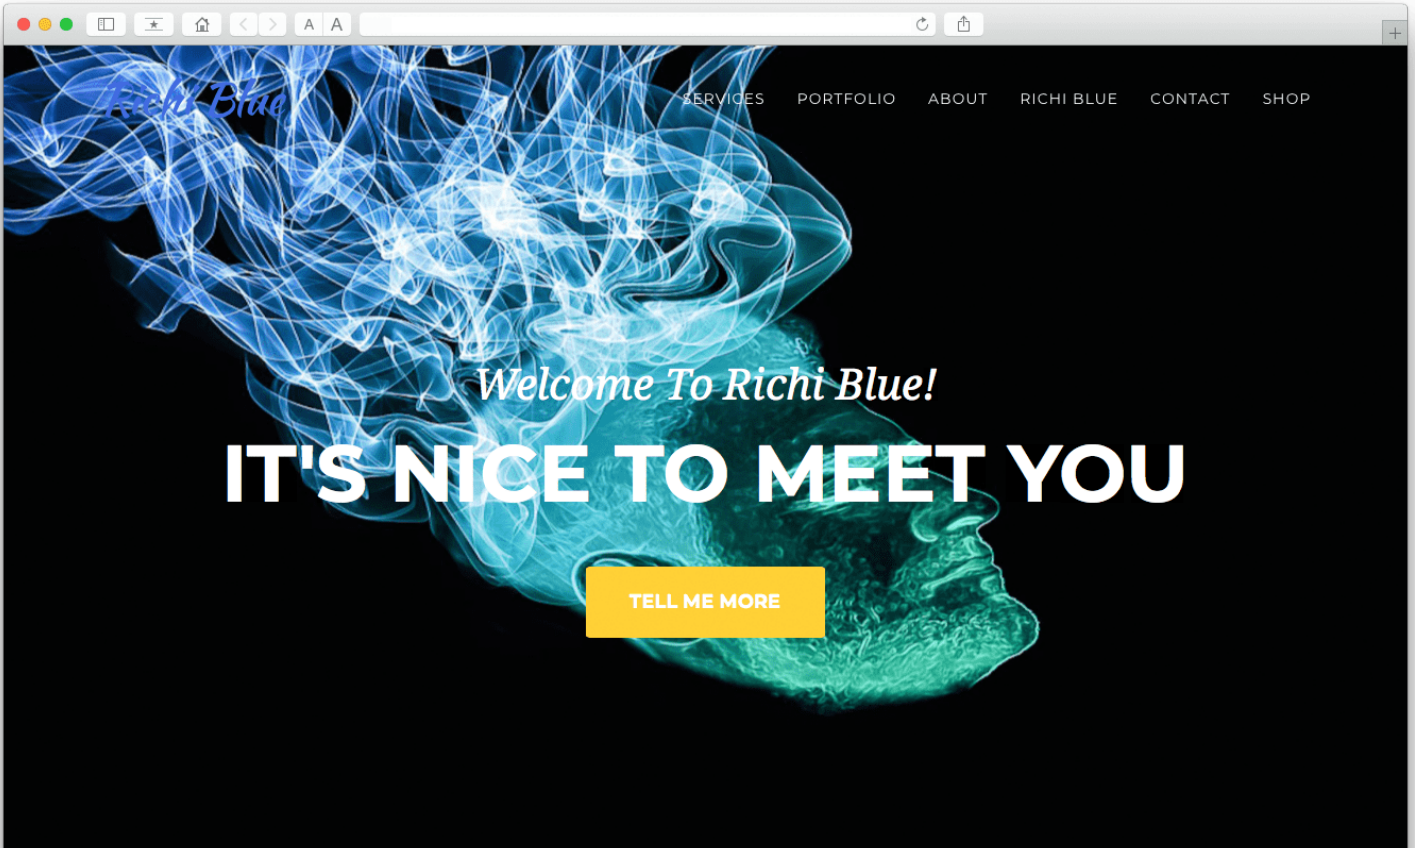 A A
Richi Blue
SERVICES PORTFOLIO ABOUT RICHI BLUE CONTACT SHOP
Welcome To Richi Blue!
IT'S NICE TO MEET YOU
TELL ME MORE